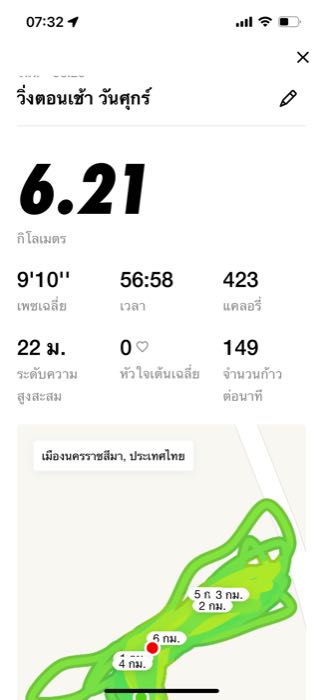 07:32
วิ่งตอนเช้า วันศุกร์
6.21
กิโลเมตร
9'10'' 56:58 423
เพซเฉลี่ย เวลา แคลอรี่
22 ม. 0 149
ระดับความ หัวใจเต้นเฉลี่ย จำนวนก้าว
สูงสะสม ต่อนาที
เมืองนครราชสีมา, ประเทศไทย
5 ก 3 กม.
2 กม.
6 กม.
4 กม.